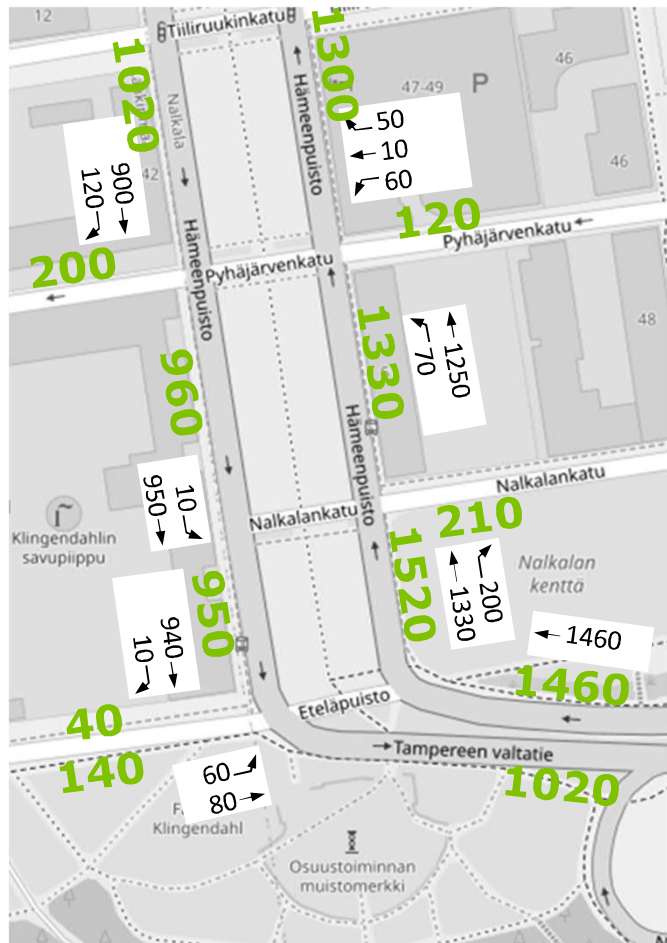 12
Tiiliruukinkatu
1020
1300
Hämeenpuisto
Nalkala
47-49
P
46
46
42
900
120
50
10
60
120
Pyhäjärvenkatu
200
Pyhäjärvenkatu
Hämeenpuisto
960
1330
1250
70
48
Hämeenpuisto
10
950
Nalkalankatu
Nalkalankatu
210
Klingendahlin
savupiippu
950
1520
200
1330
Nalkalan
kenttä
940
10
1460
1460
Eteläpuisto
40
140
Tampereen valtatie
1020
60
80
Klingendahl
Osuustoiminnan
muistomerkki